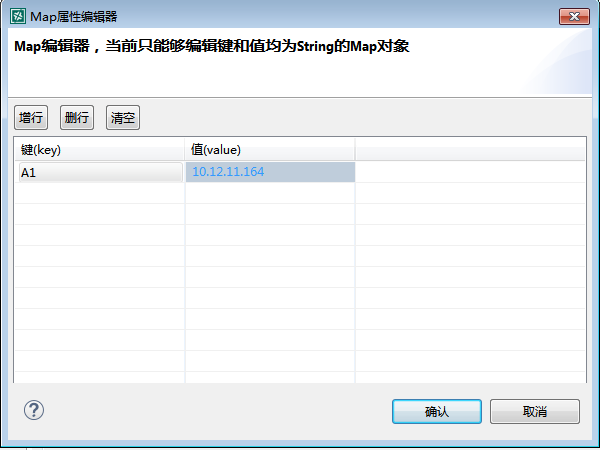 Map属性编辑器
Map编辑器，当前只能够编辑键和值均为String的Map对象
增行 删行 清空
键(key) 值(value)
A1 10.12.11.164
? 确认 取消